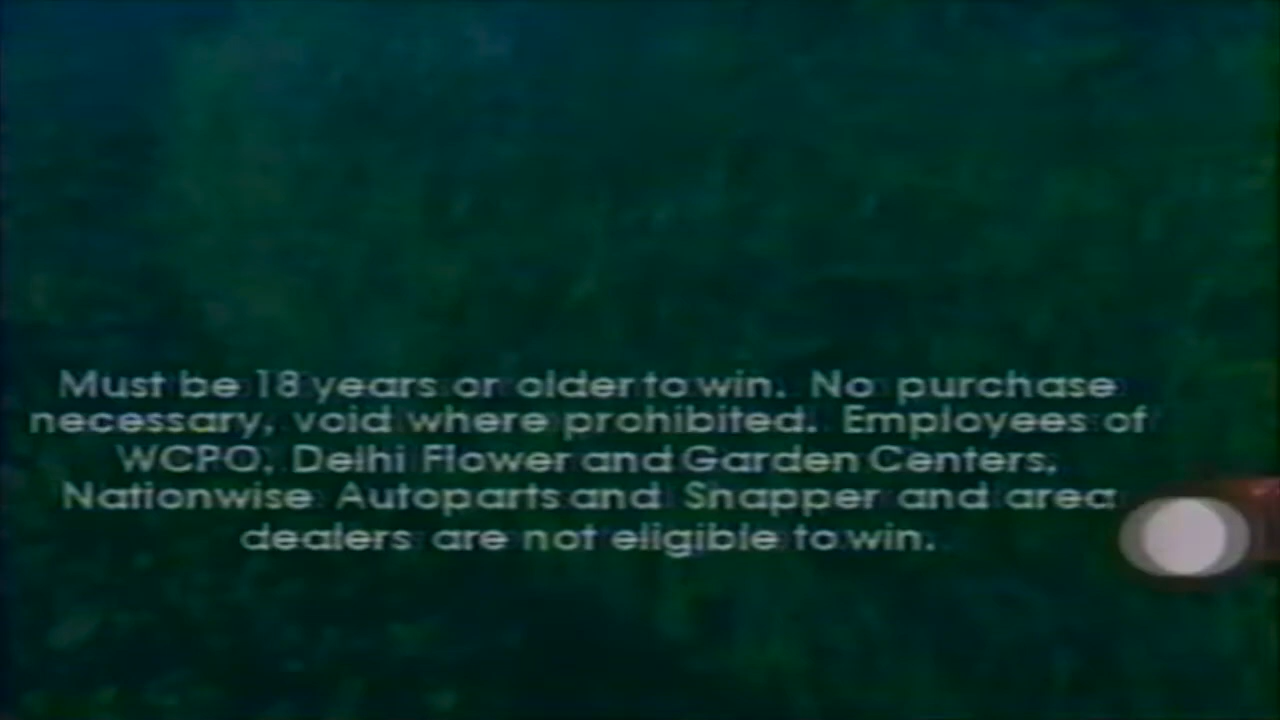 Must be 18 years or older to win. No purchase
necessary, void where prohibited. Employees of
WCPO, Delhi Flower and Garden Centers,
Nationwise Autoparts and Snapper and area
dealers are not eligible to win.